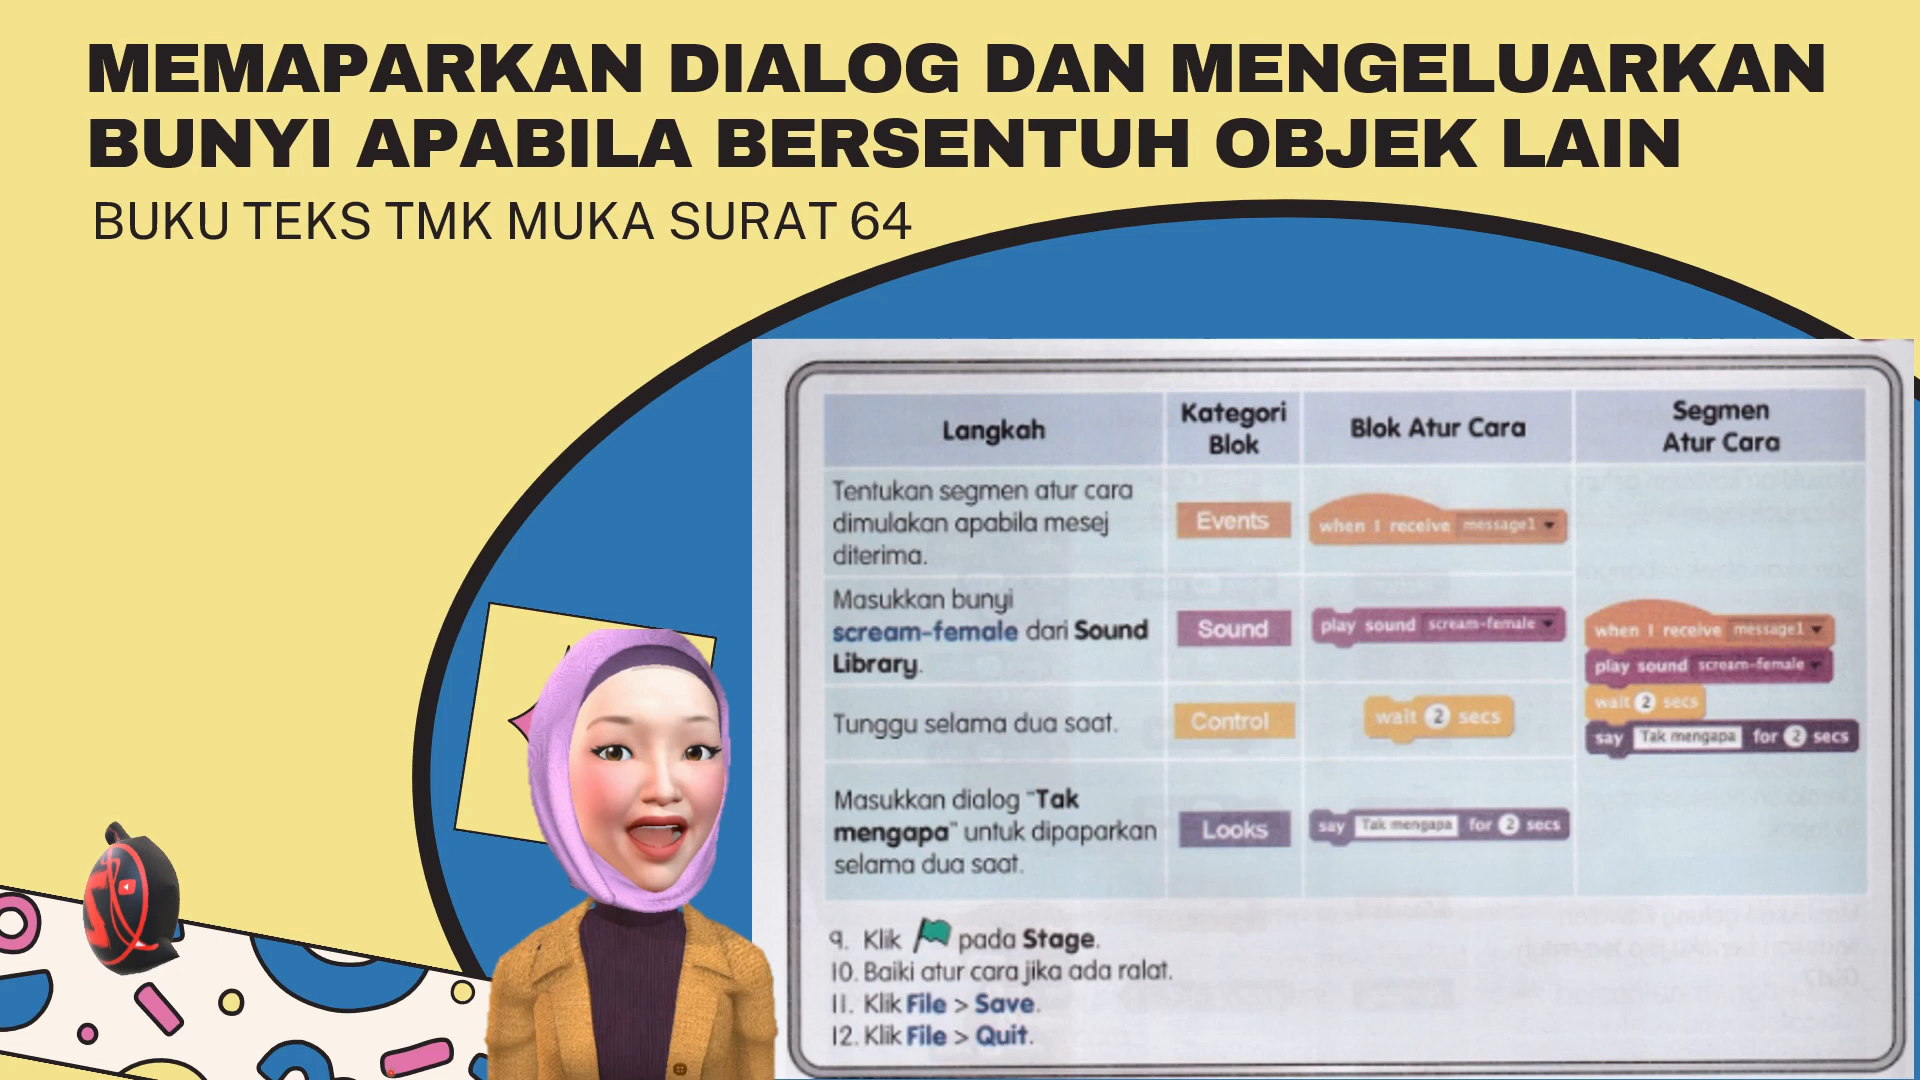 MEMAPARKAN DIALOG DAN MENGELUARKAN
BUNYI APABILA BERSENTUH OBJEK LAIN
BUKU TEKS TMK MUKA SURAT 64
Langkah
Kategori
Blok
Blok Atur Cara
Segmen
Atur Cara
Tentukan segmen atur cara
dimulakan apabila mesej
diterima.
Events
when I receive message1
Masukkan bunyi
scream-female dari Sound
Library.
Sound
play sound scream-female
Tunggu selama dua saat.
Control
wait 2 secs
Masukkan dialog "Tak
mengapa" untuk dipaparkan
selama dua saat.
Looks
say Tak mengapa for 2 secs
when I receive message1
play sound scream-female
wait 2 secs
say Tak mengapa for 2 secs
9. Klik pada Stage.
10. Baiki atur cara jika ada ralat.
11. Klik File > Save.
12. Klik File > Quit.